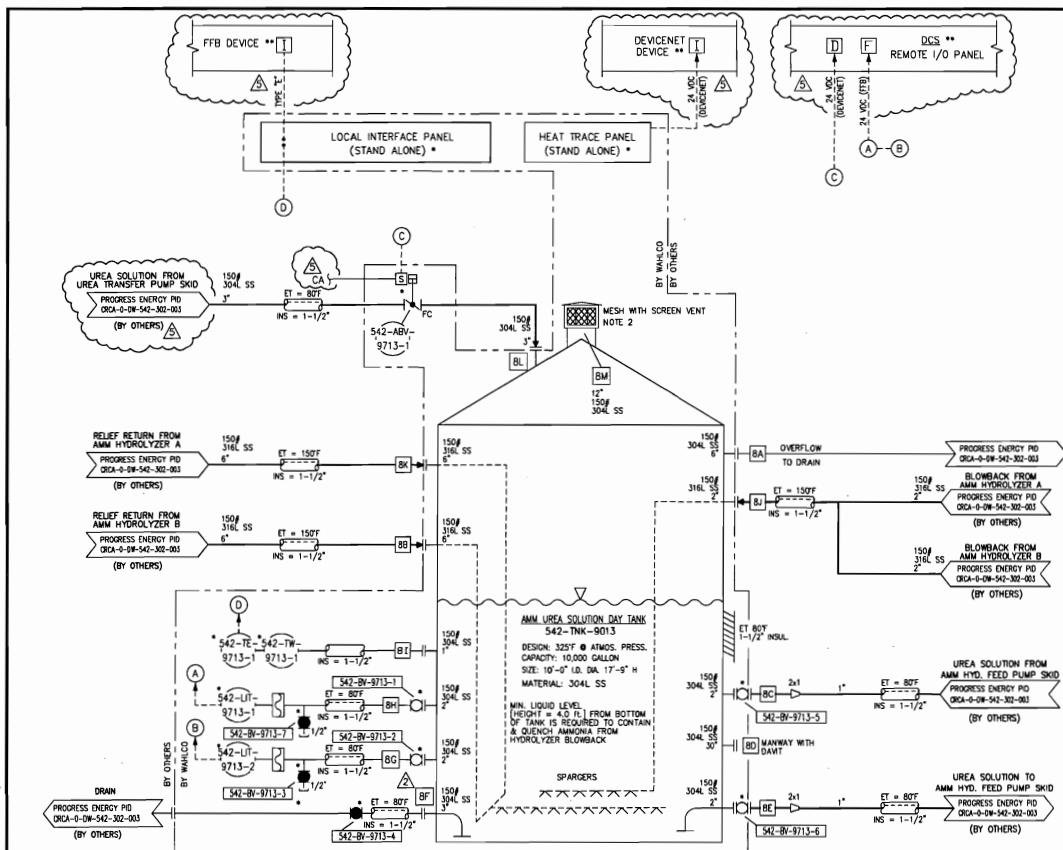 FFB DEVICE ** I
5
TYPE "E"
*
DEVICENET
DEVICE ** I
5
24 VDC
(DEVICENET)
DCS **
REMOTE I/O PANEL
D F
5
24 VDC
(DEVICENET)
24 VDC (FFB)
A B
C
LOCAL INTERFACE PANEL
(STAND ALONE) *
HEAT TRACE PANEL
(STAND ALONE) *
D
BY WAHLCO
BY OTHERS
C
5
CA
S
*
FC
542-ABV-
9713-1
UREA SOLUTION FROM
UREA TRANSFER PUMP SKID
PROGRESS ENERGY PID
CRCA-0-DW-542-302-003
(BY OTHERS)
5
150#
304L SS
3"
ET = 80°F
INS = 1-1/2"
150#
304L SS
3"
8L
MESH WITH SCREEN VENT
NOTE 2
8M
12"
150#
304L SS
RELIEF RETURN FROM
AMM HYDROLYZER A
PROGRESS ENERGY PID
CRCA-0-DW-542-302-003
(BY OTHERS)
150#
316L SS
6"
ET = 150°F
INS = 1-1/2"
8K
150#
316L SS
6"
RELIEF RETURN FROM
AMM HYDROLYZER B
PROGRESS ENERGY PID
CRCA-0-DW-542-302-003
(BY OTHERS)
150#
316L SS
6"
ET = 150°F
INS = 1-1/2"
8B
150#
316L SS
6"
150#
304L SS
6"
8A
OVERFLOW
TO DRAIN
PROGRESS ENERGY PID
CRCA-0-DW-542-302-003
150#
316L SS
2"
8J
ET = 150°F
INS = 1-1/2"
150#
316L SS
2"
BLOWBACK FROM
AMM HYDROLYZER A
PROGRESS ENERGY PID
CRCA-0-DW-542-302-003
(BY OTHERS)
150#
316L SS
2"
BLOWBACK FROM
AMM HYDROLYZER B
PROGRESS ENERGY PID
CRCA-0-DW-542-302-003
(BY OTHERS)
AMM UREA SOLUTION DAY TANK
542-TNK-9013
DESIGN: 325°F @ ATMOS. PRESS.
CAPACITY: 10,000 GALLON
SIZE: 10'-0" I.D. DIA. 17'-9" H
MATERIAL: 304L SS
MIN. LIQUID LEVEL
[HEIGHT = 4.0 ft.] FROM BOTTOM
OF TANK IS REQUIRED TO CONTAIN
& QUENCH AMMONIA FROM
HYDROLYZER BLOWBACK
SPARGERS
ET 80°F
1-1/2" INSUL.
D
* 542-TE-
9713-1
* 542-TW-
9713-1
INS = 1-1/2"
8I
150#
304L SS
1"
A
* 542-LIT-
9713-1
542-BV-9713-7
1/2"
*
542-BV-9713-1
ET = 80°F
INS = 1-1/2"
8H
*
150#
304L SS
2"
B
* 542-LIT-
9713-2
542-BV-9713-3
1/2"
*
542-BV-9713-2
ET = 80°F
INS = 1-1/2"
8G
*
150#
304L SS
2"
BY OTHERS
BY WAHLCO
DRAIN
PROGRESS ENERGY PID
CRCA-0-DW-542-302-003
(BY OTHERS)
*
542-BV-9713-4
ET = 80°F
INS = 1-1/2"
2
8F
150#
304L SS
3"
150#
304L SS
2"
*
8C
2x1
542-BV-9713-5
1"
ET = 80°F
INS = 1-1/2"
UREA SOLUTION FROM
AMM HYD. FEED PUMP SKID
PROGRESS ENERGY PID
CRCA-0-DW-542-302-003
(BY OTHERS)
150#
304L SS
30"
8D
MANWAY WITH
DAVIT
150#
304L SS
2"
*
8E
2x1
542-BV-9713-6
1"
ET = 80°F
INS = 1-1/2"
UREA SOLUTION TO
AMM HYD. FEED PUMP SKID
PROGRESS ENERGY PID
CRCA-0-DW-542-302-003
(BY OTHERS)